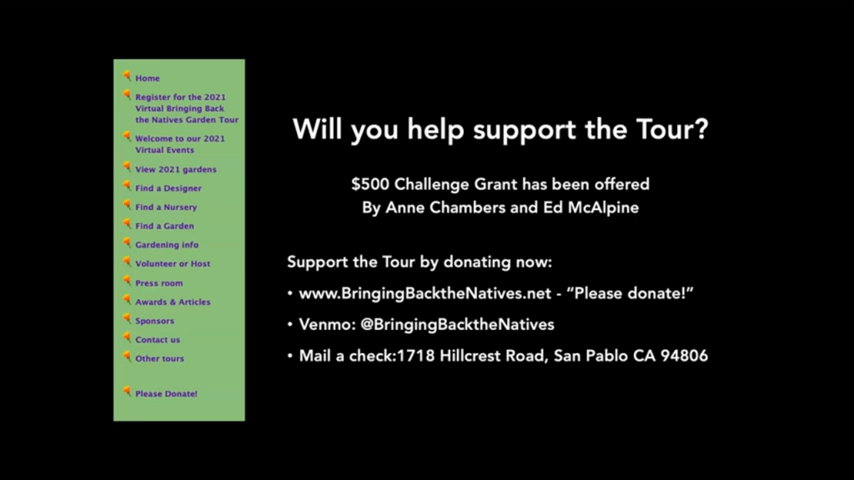 Home
Register for the 2021
Virtual Bringing Back
the Natives Garden Tour
Welcome to our 2021
Virtual Events
View 2021 gardens
Find a Designer
Find a Nursery
Find a Garden
Gardening info
Volunteer or Host
Press room
Awards & Articles
Sponsors
Contact us
Other tours
Please Donate!
Will you help support the Tour?
$500 Challenge Grant has been offered
By Anne Chambers and Ed McAlpine
Support the Tour by donating now:
• www.BringingBacktheNatives.net - “Please donate!”
• Venmo: @BringingBacktheNatives
• Mail a check:1718 Hillcrest Road, San Pablo CA 94806